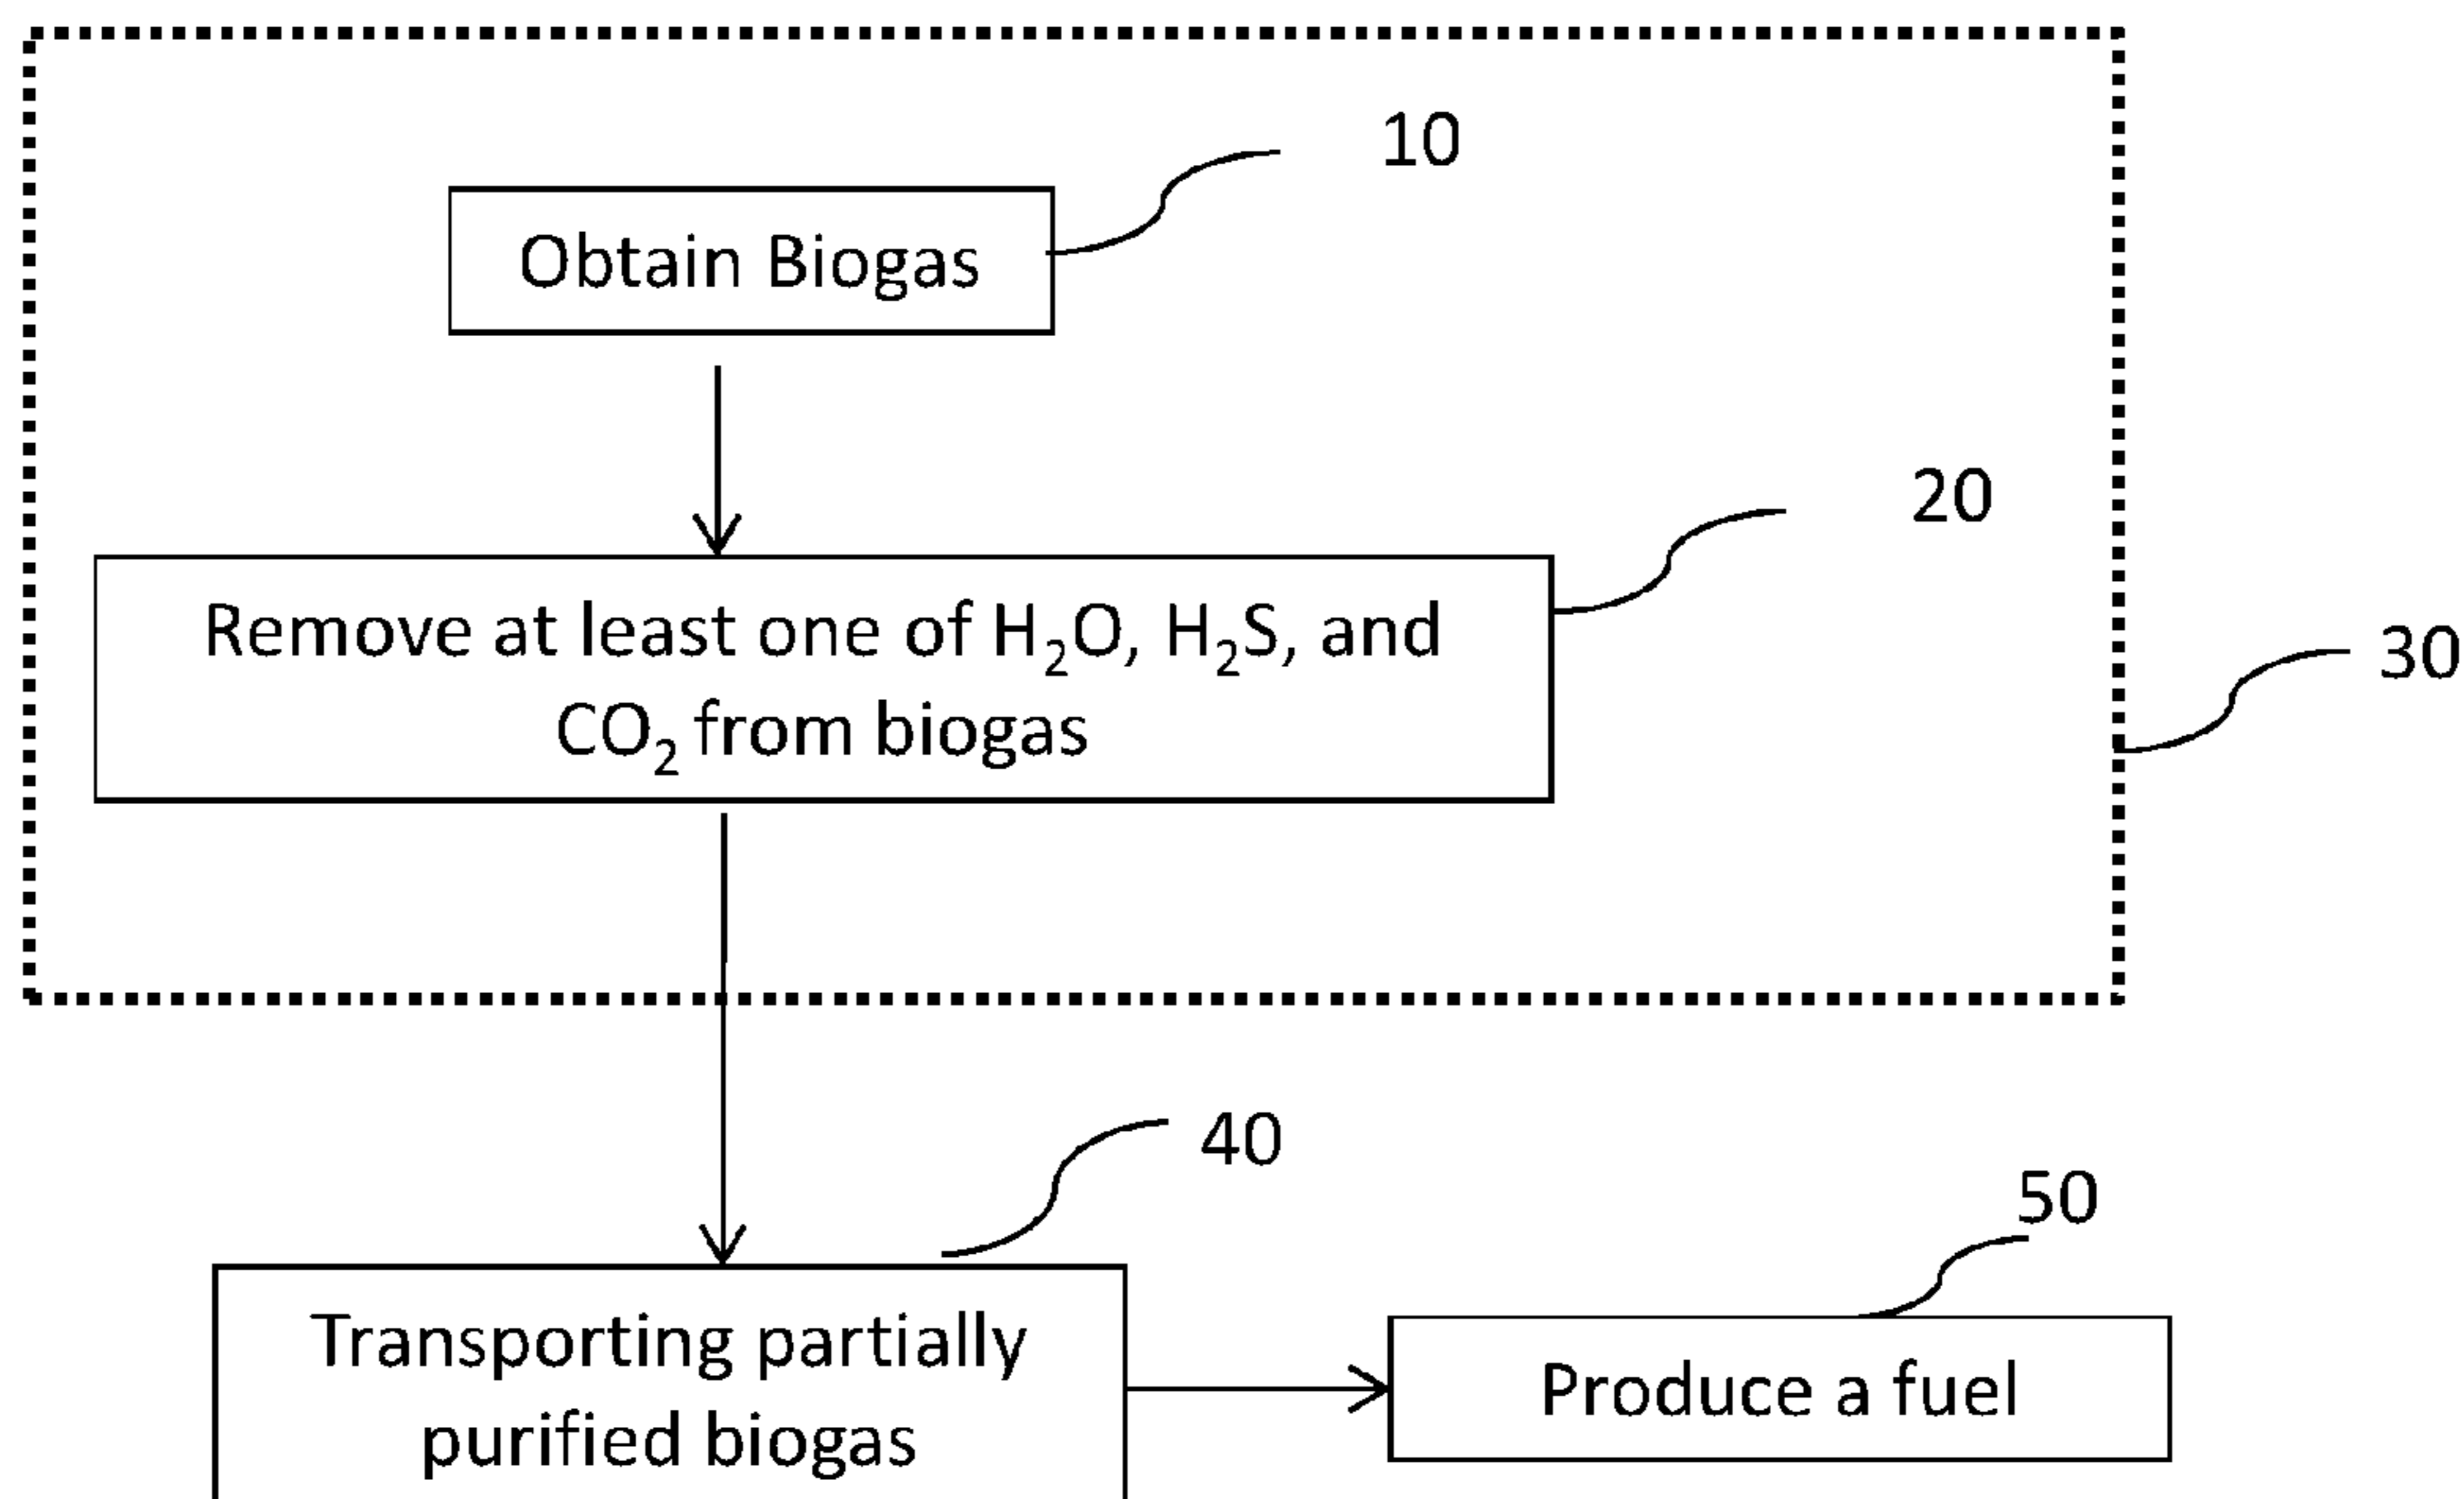 10
Obtain Biogas
20
Remove at least one of H₂O, H₂S, and
CO₂ from biogas
30
40
50
Transporting partially
purified biogas
Produce a fuel